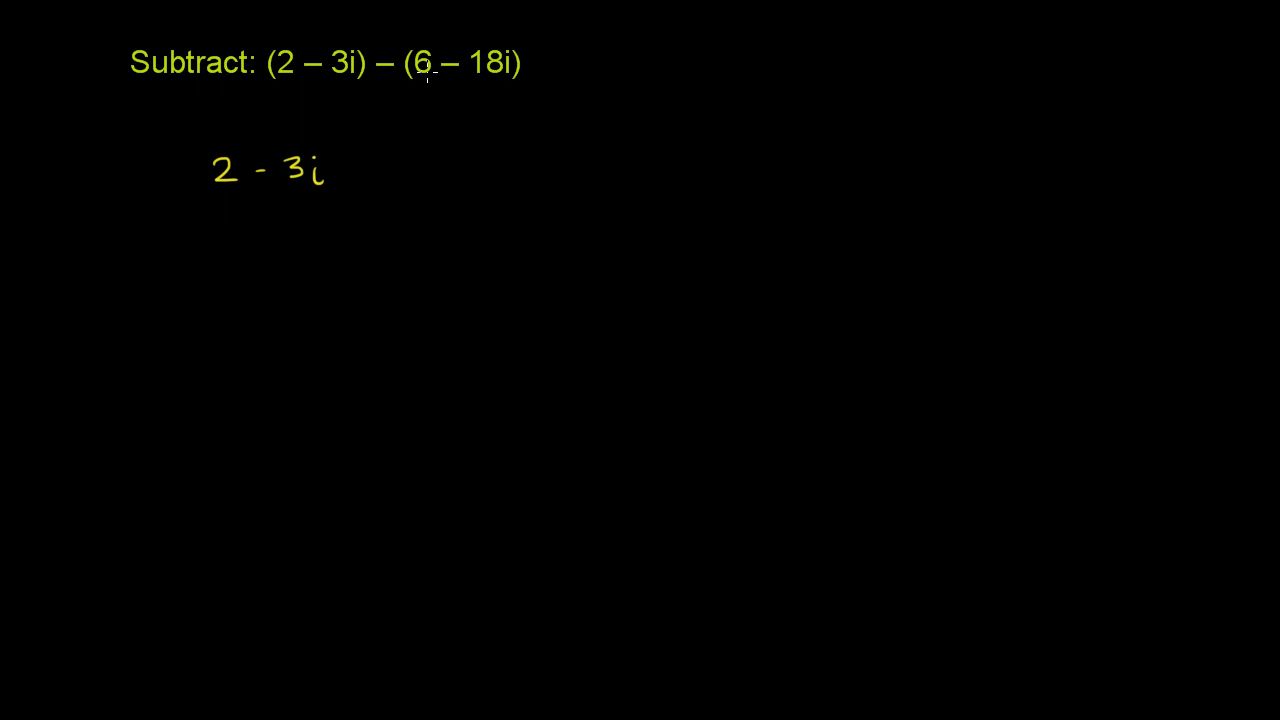 Subtract: (2 – 3i) – (6 – 18i)
2 - 3i